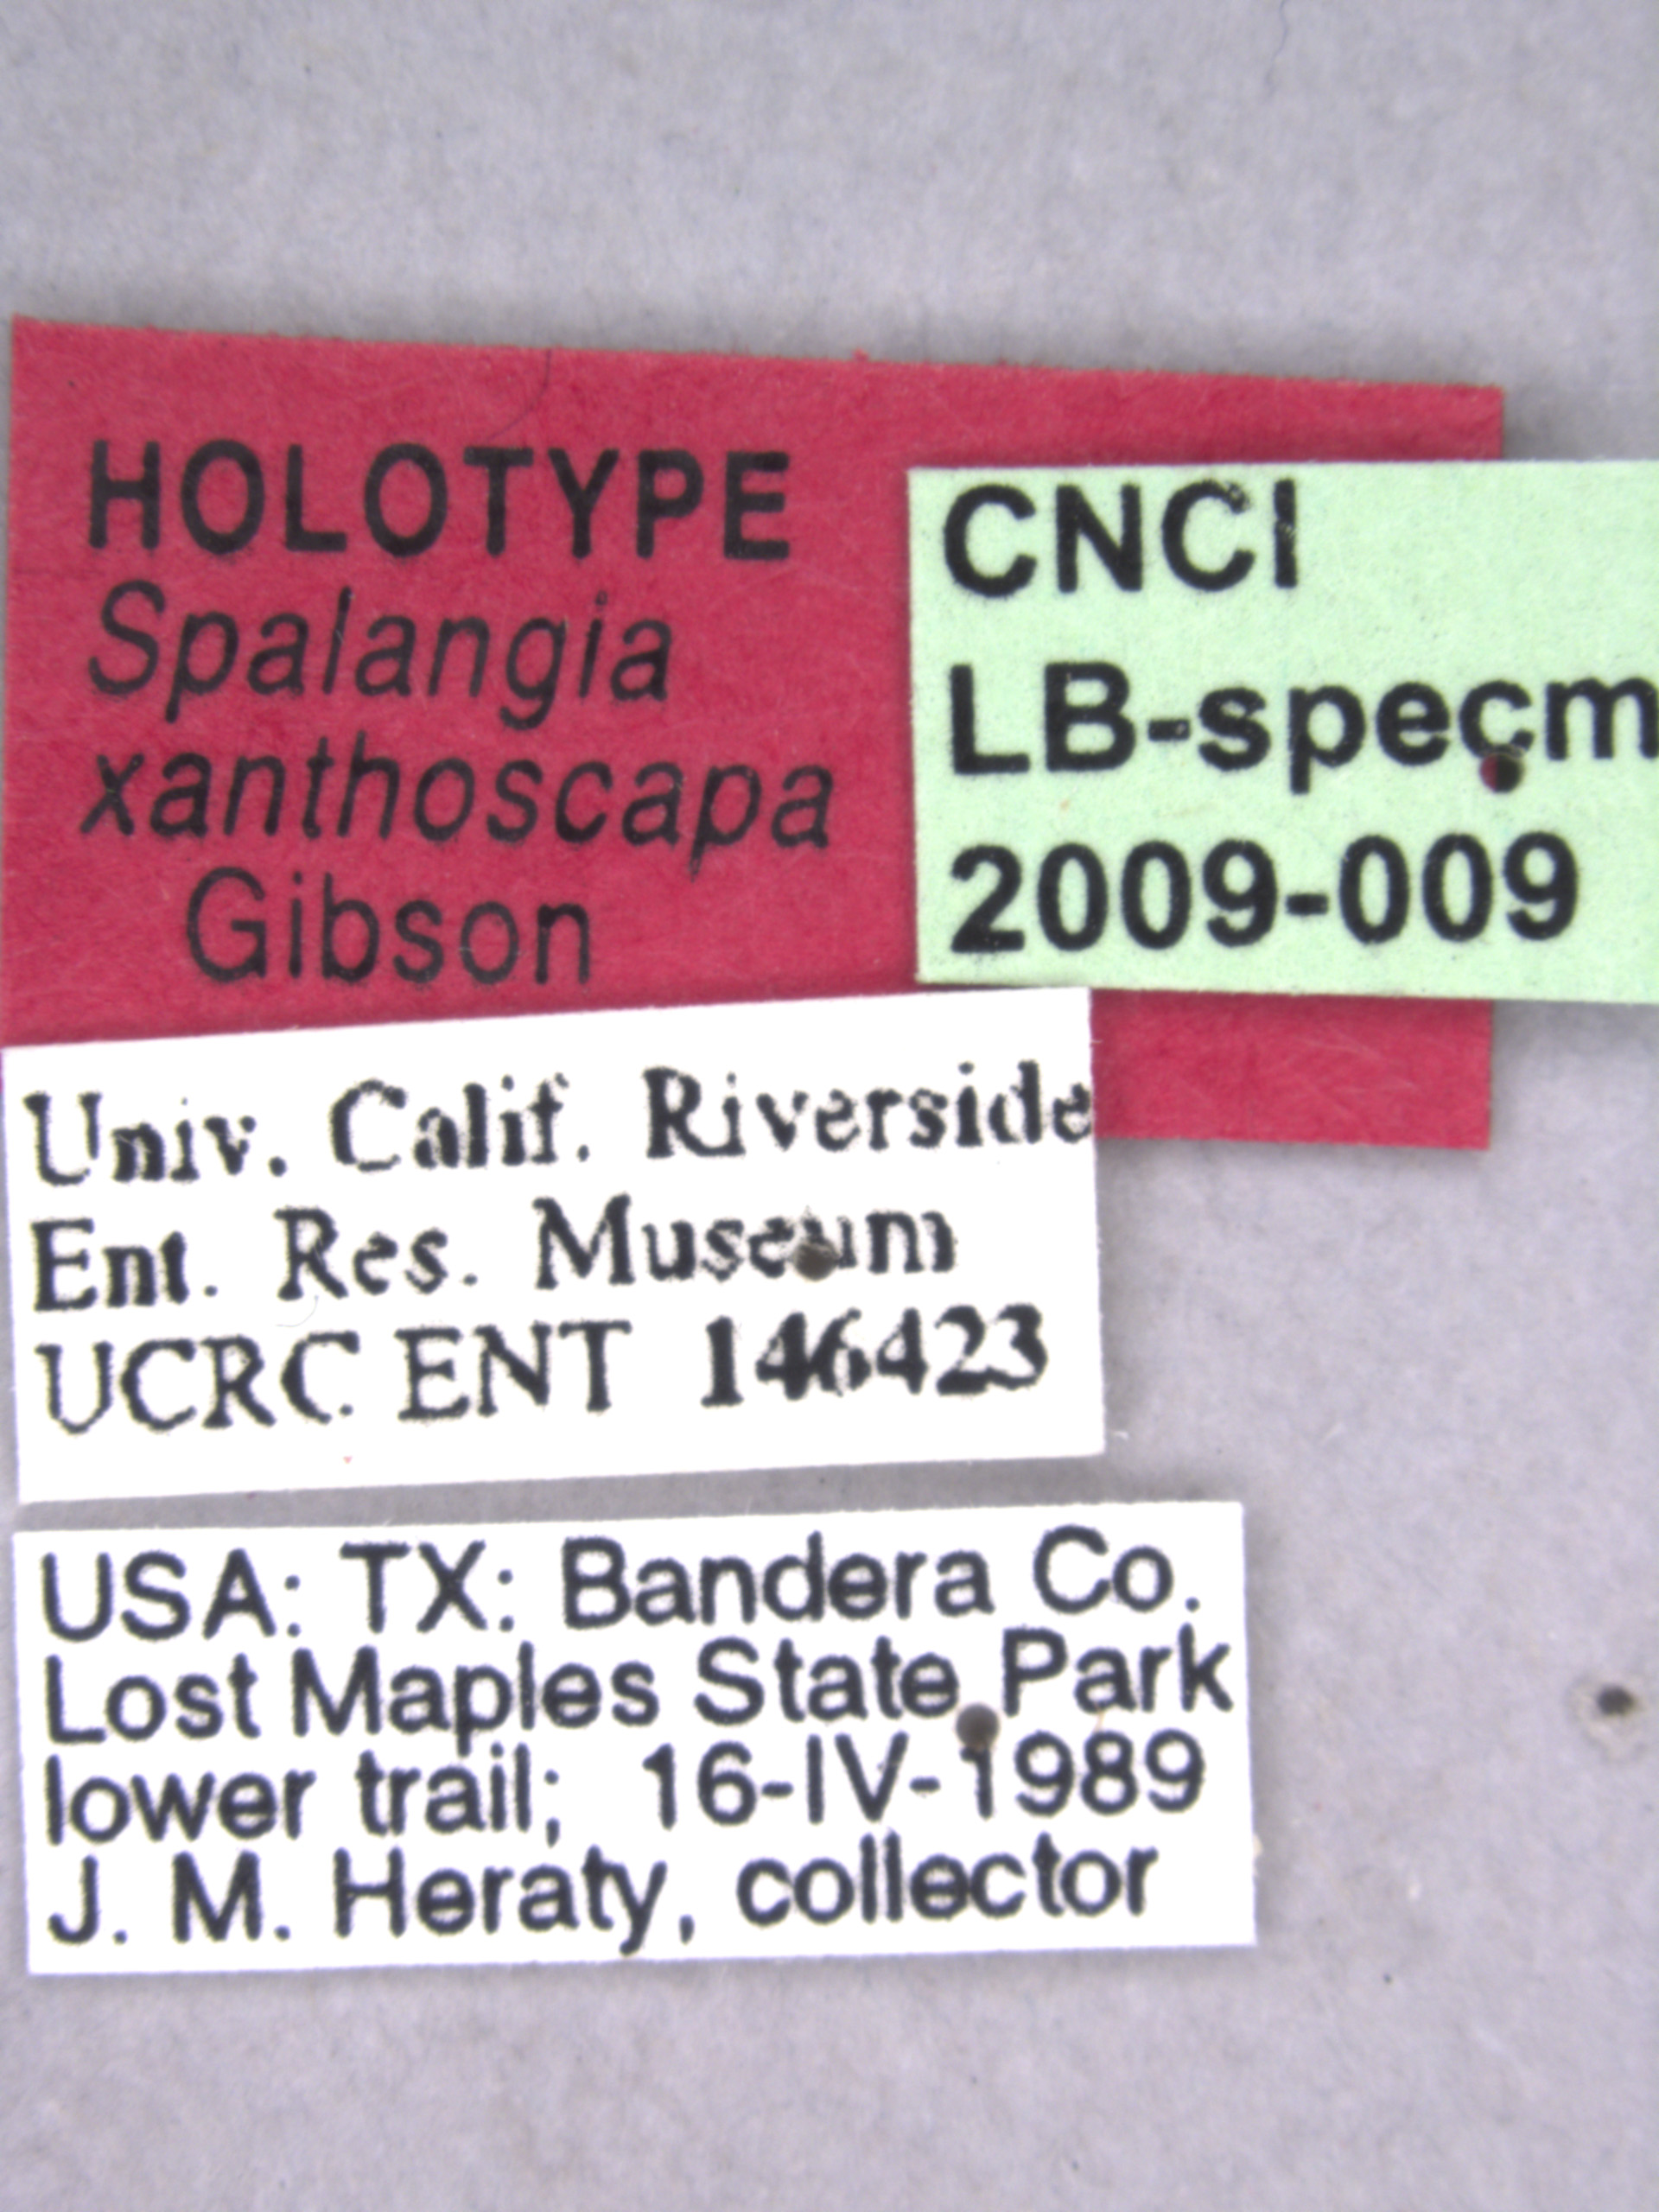 HOLOTYPE
Spalangia
xanthoscapa
Gibson
CNCI
LB-specm
2009-009
Univ. Calif. Riverside
Ent. Res. Museum
UCRC ENT 146423
USA: TX: Bandera Co.
Lost Maples State Park
lower trail; 16-IV-1989
J. M. Heraty, collector